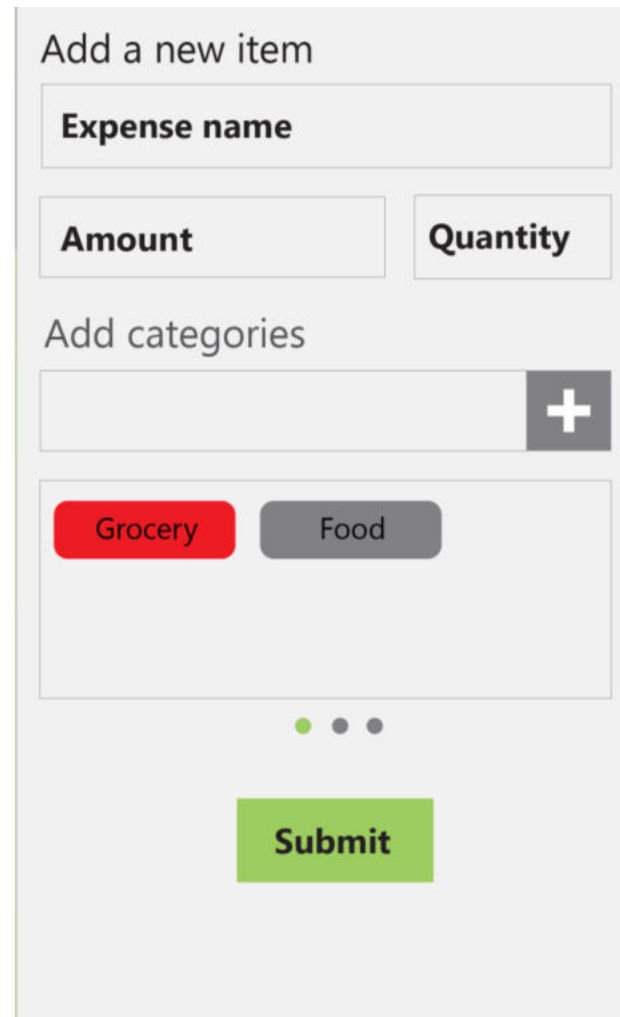 Add a new item
Expense name
Amount Quantity
Add categories
Grocery Food
Submit